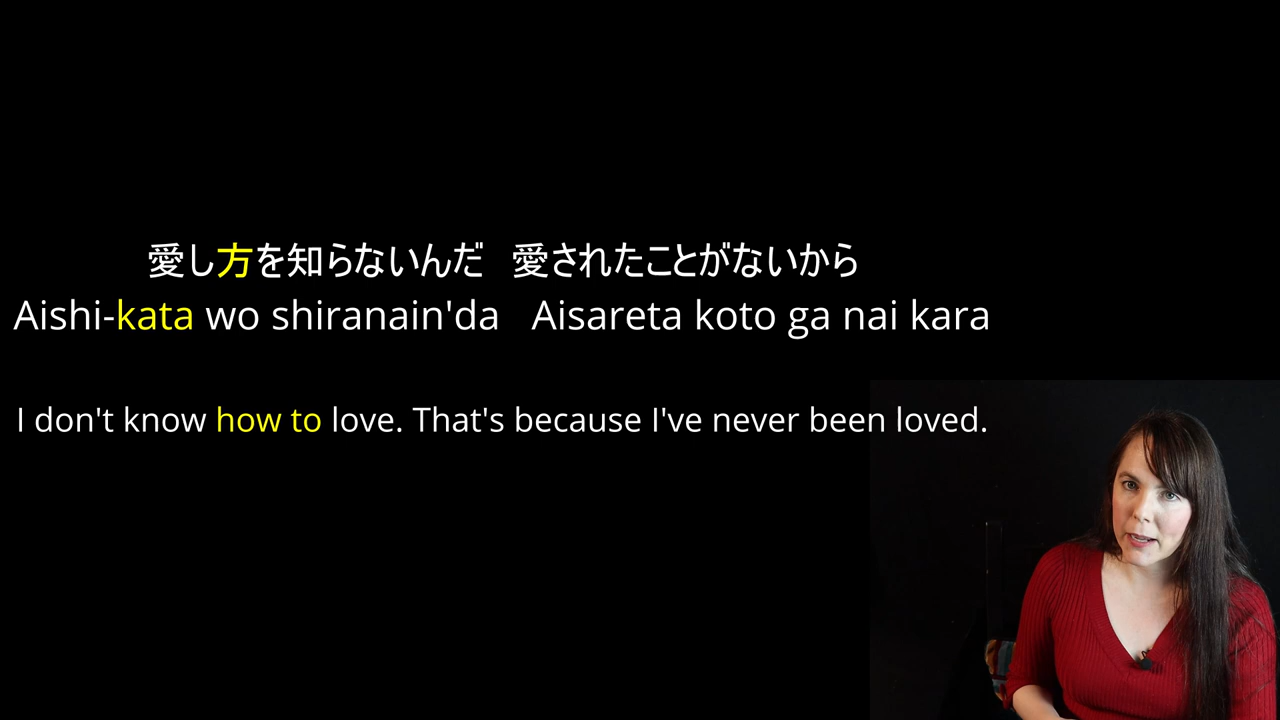 愛し方を知らないんだ　愛されたことがないから
Aishi-kata wo shiranain'da   Aisareta koto ga nai kara
I don't know how to love. That's because I've never been loved.